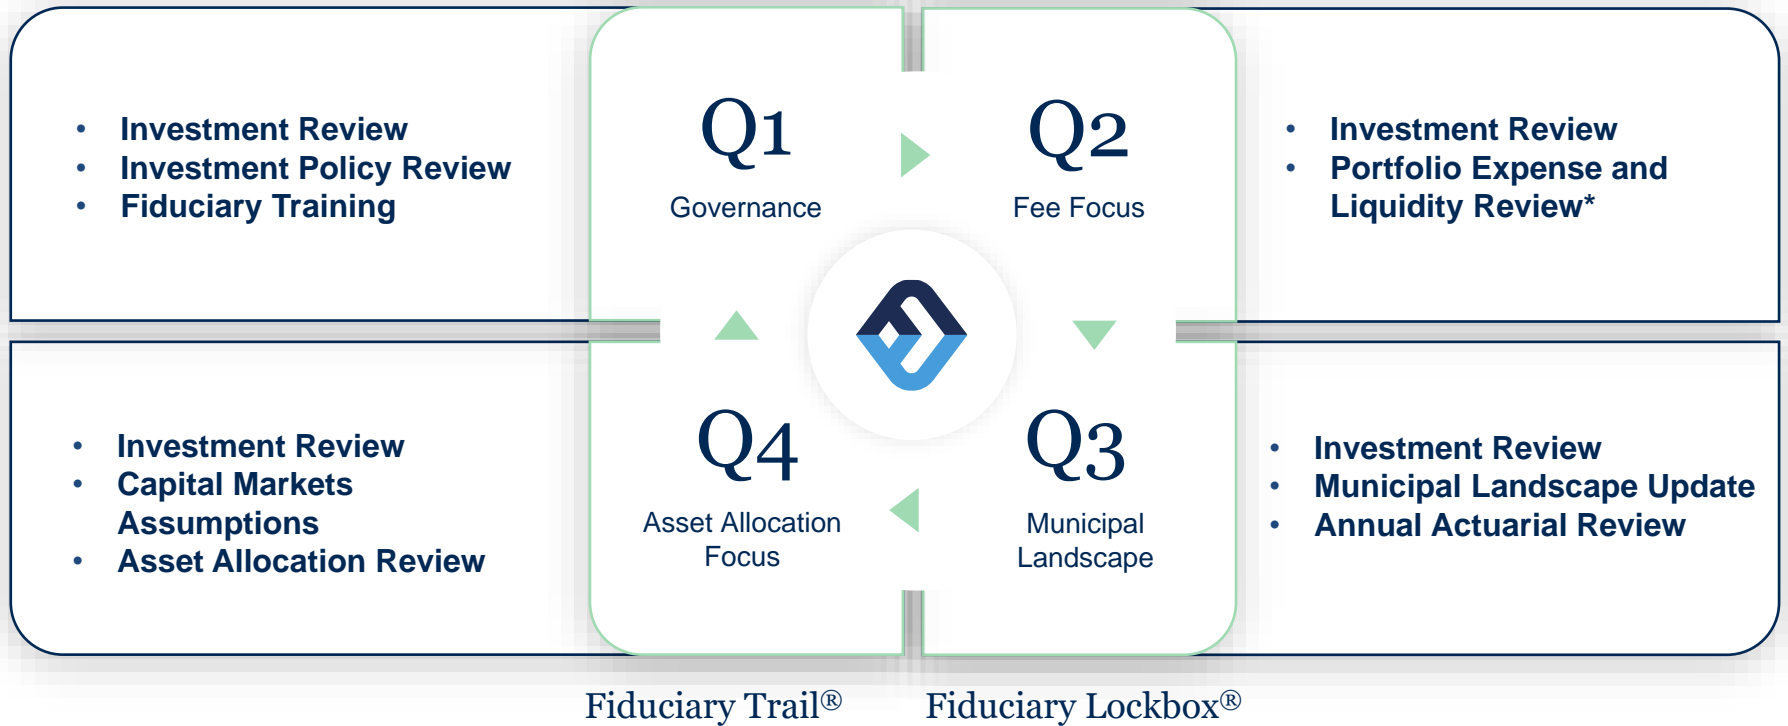 • Investment Review
• Investment Policy Review
• Fiduciary Training
Q1
Governance
Q2
Fee Focus
• Investment Review
• Portfolio Expense and
Liquidity Review*
• Investment Review
• Capital Markets
Assumptions
• Asset Allocation Review
Q4
Asset Allocation
Focus
Q3
Municipal
Landscape
• Investment Review
• Municipal Landscape Update
• Annual Actuarial Review
Fiduciary Trail®
Fiduciary Lockbox®